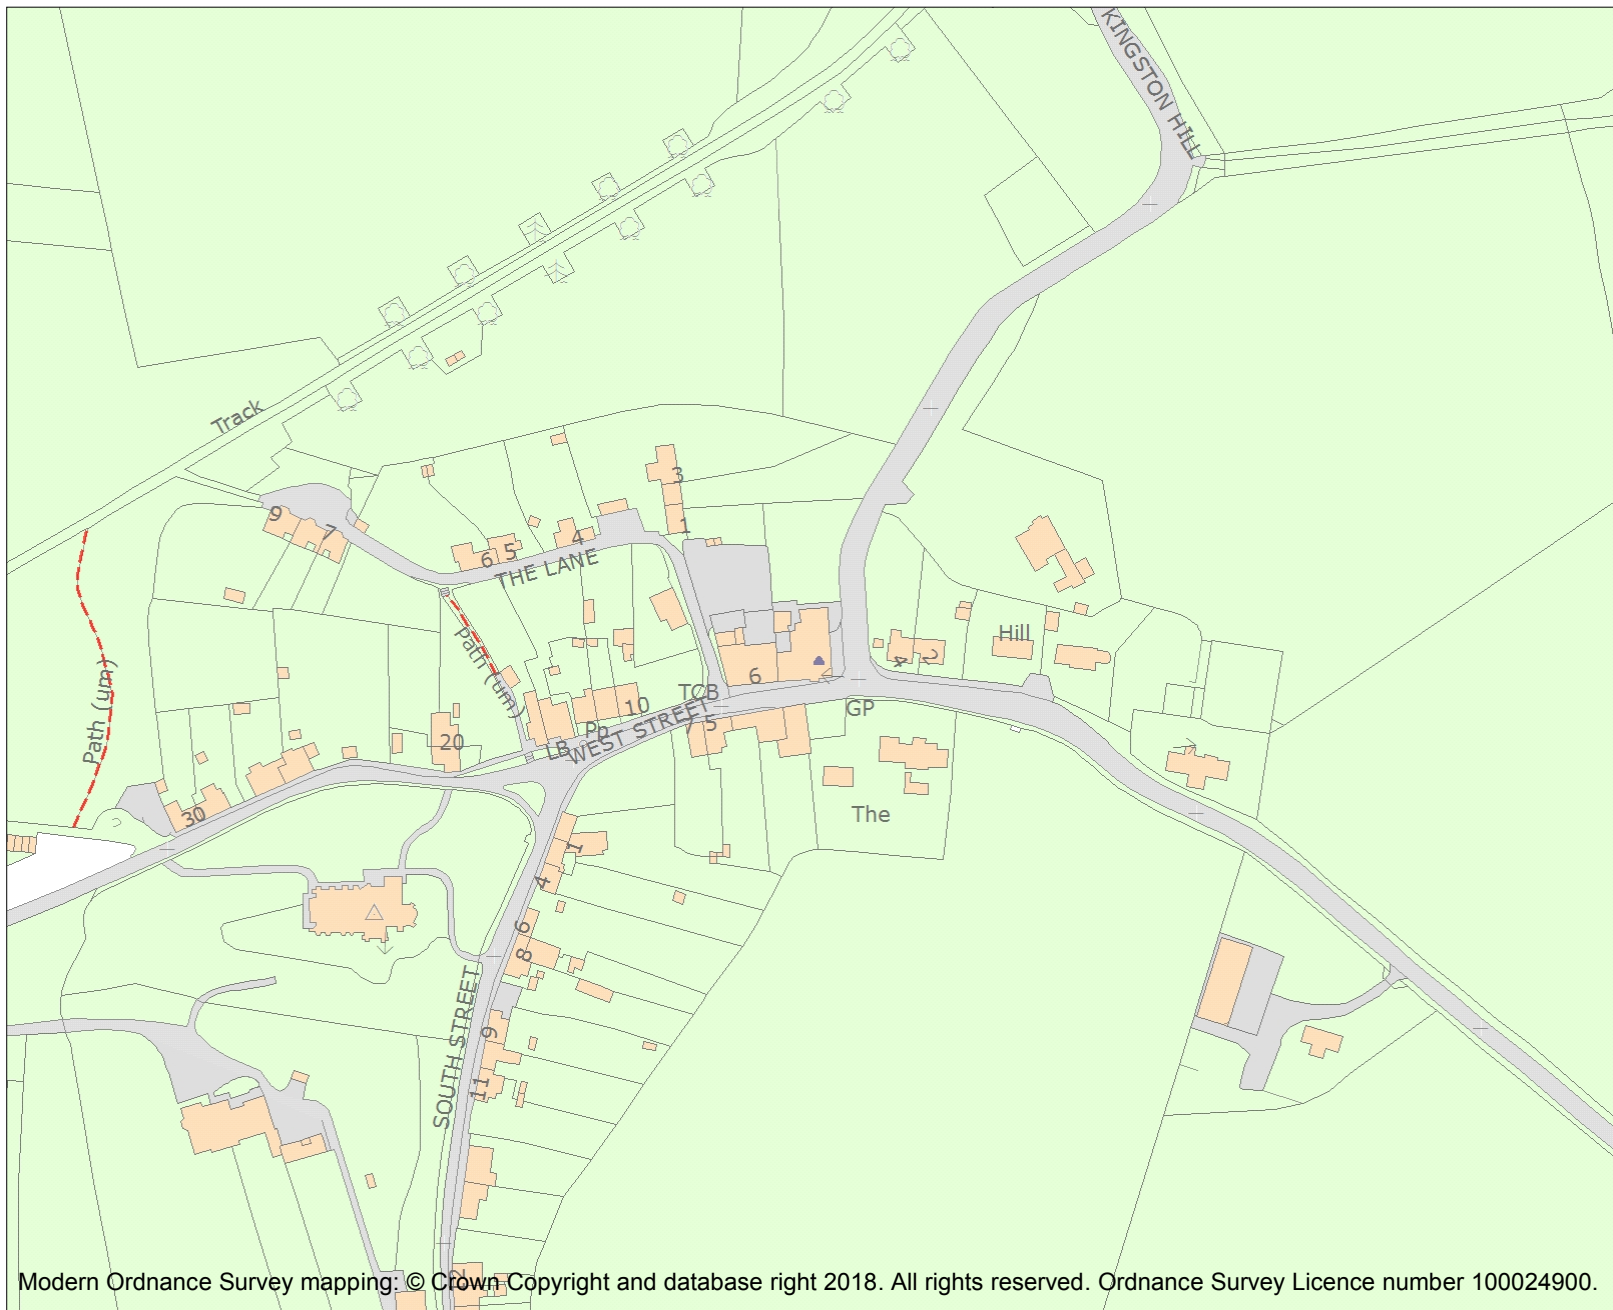 KINGSTON HILL
Track
9
7
3
1
4
5
6
THE LANE
Path (um)
Path (um)
Hill
4
2
6
TCB
10
Pp
LB
WEST STREET
7
5
GP
20
30
The
1
4
6
8
SOUTH STREET
9
11
Modern Ordnance Survey mapping: © Crown Copyright and database right 2018. All rights reserved. Ordnance Survey Licence number 100024900.